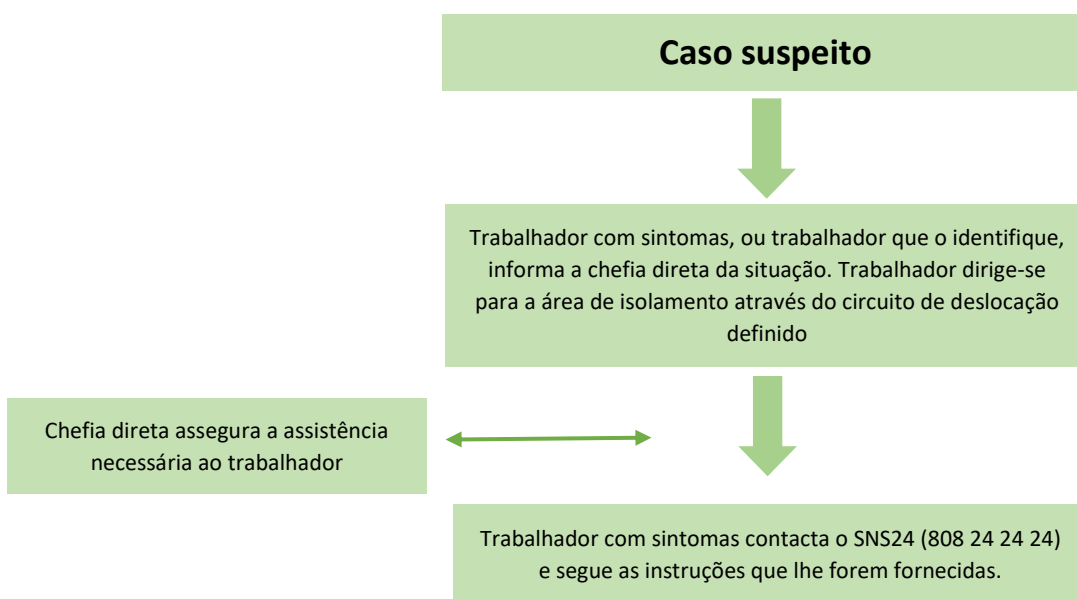 Caso suspeito
Trabalhador com sintomas, ou trabalhador que o identifique,
informa a chefia direta da situação. Trabalhador dirige-se
para a área de isolamento através do circuito de deslocação
definido
Chefia direta assegura a assistência
necessária ao trabalhador
Trabalhador com sintomas contacta o SNS24 (808 24 24 24)
e segue as instruções que lhe forem fornecidas.